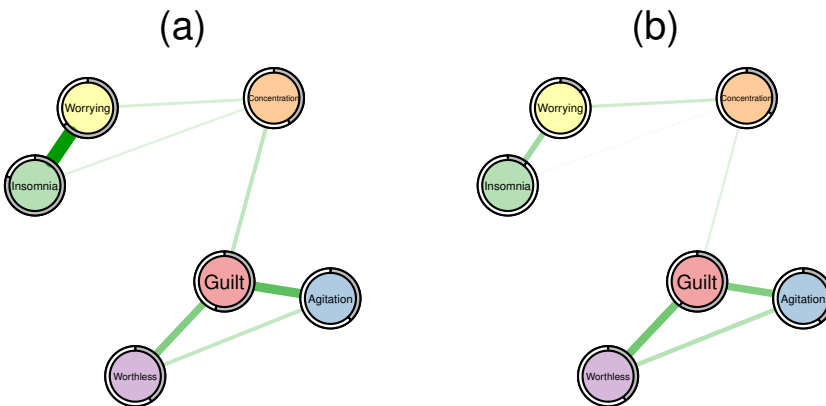 (a)
Worrying
Concentration
Insomnia
Guilt
Agitation
Worthless
(b)
Worrying
Concentration
Insomnia
Guilt
Agitation
Worthless